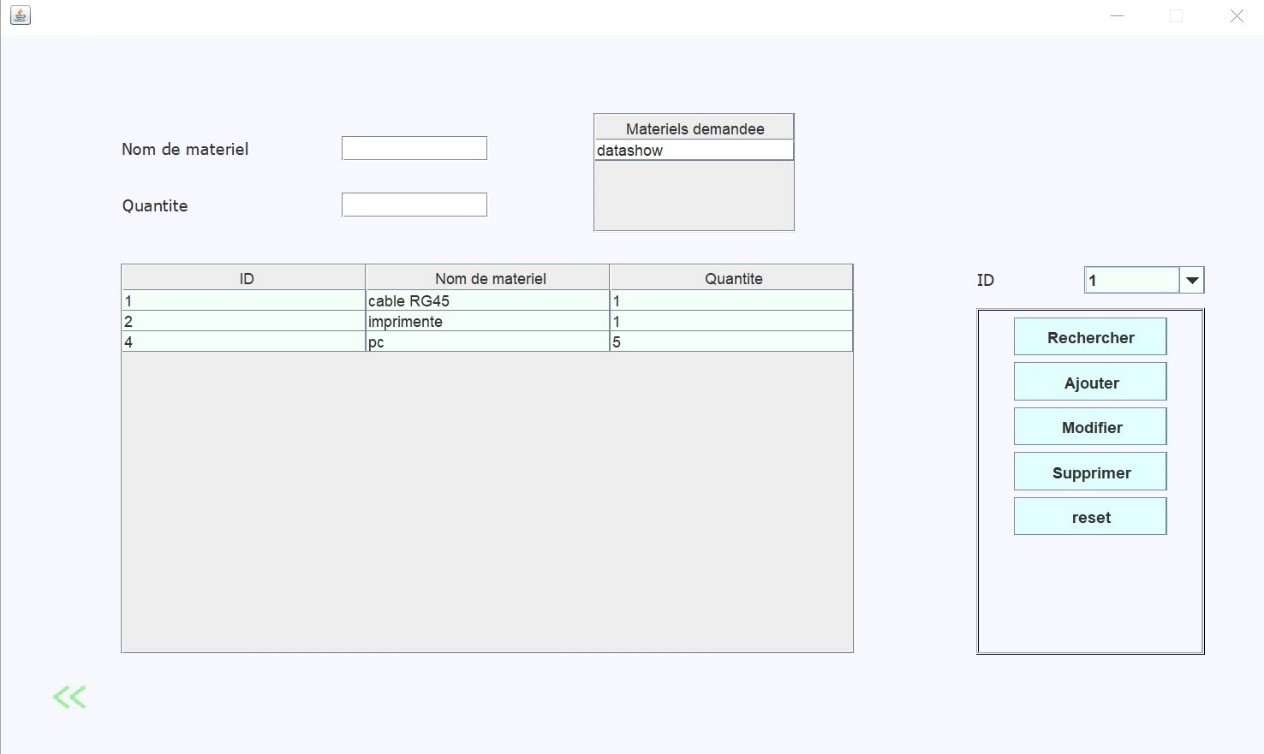 Nom de materiel
Quantite
Materiels demandee
datashow
ID Nom de materiel Quantite
1 cable RG45 1
2 imprimente 1
4 pc 5
ID 1
Rechercher
Ajouter
Modifier
Supprimer
reset
<<